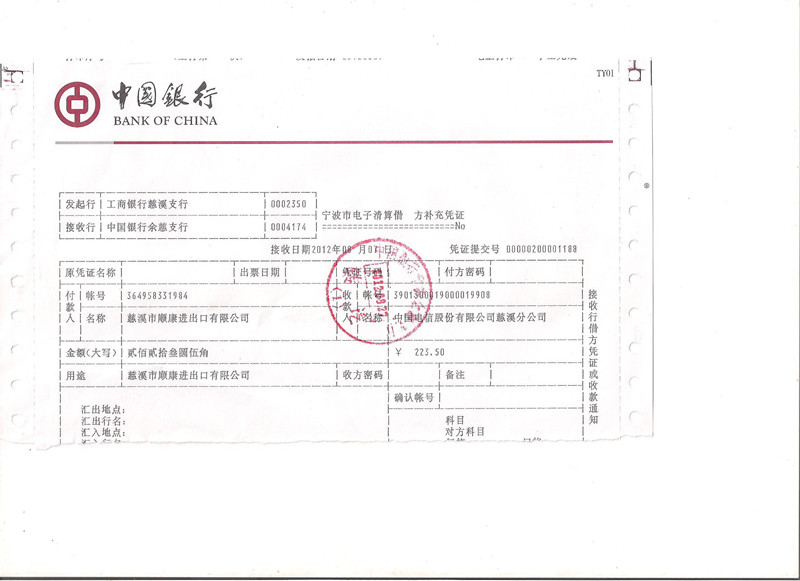 TY01
中國銀行
BANK OF CHINA
发起行 工商银行慈溪支行 0002350
宁波市电子清算借 方补充凭证
接收行 中国银行余慈支行 0004174 ========================No
接收日期2012年08 月07 日 凭证提交号 00000200001188
原凭证名称 出票日期 凭证号 付方密码
付款人 帐号 364958331984 收款人 帐号 3901300019000019908
名称 慈溪市顺康进出口有限公司 名称 中国电信股份有限公司慈溪分公司
金额(大写) 贰佰贰拾叁圆伍角 ¥ 223.50
用途 慈溪市顺康进出口有限公司 收方密码 备注
确认帐号
接收行借方凭证或收款通知
汇出地点:
汇出行名: 科目
汇入地点: 对方科目